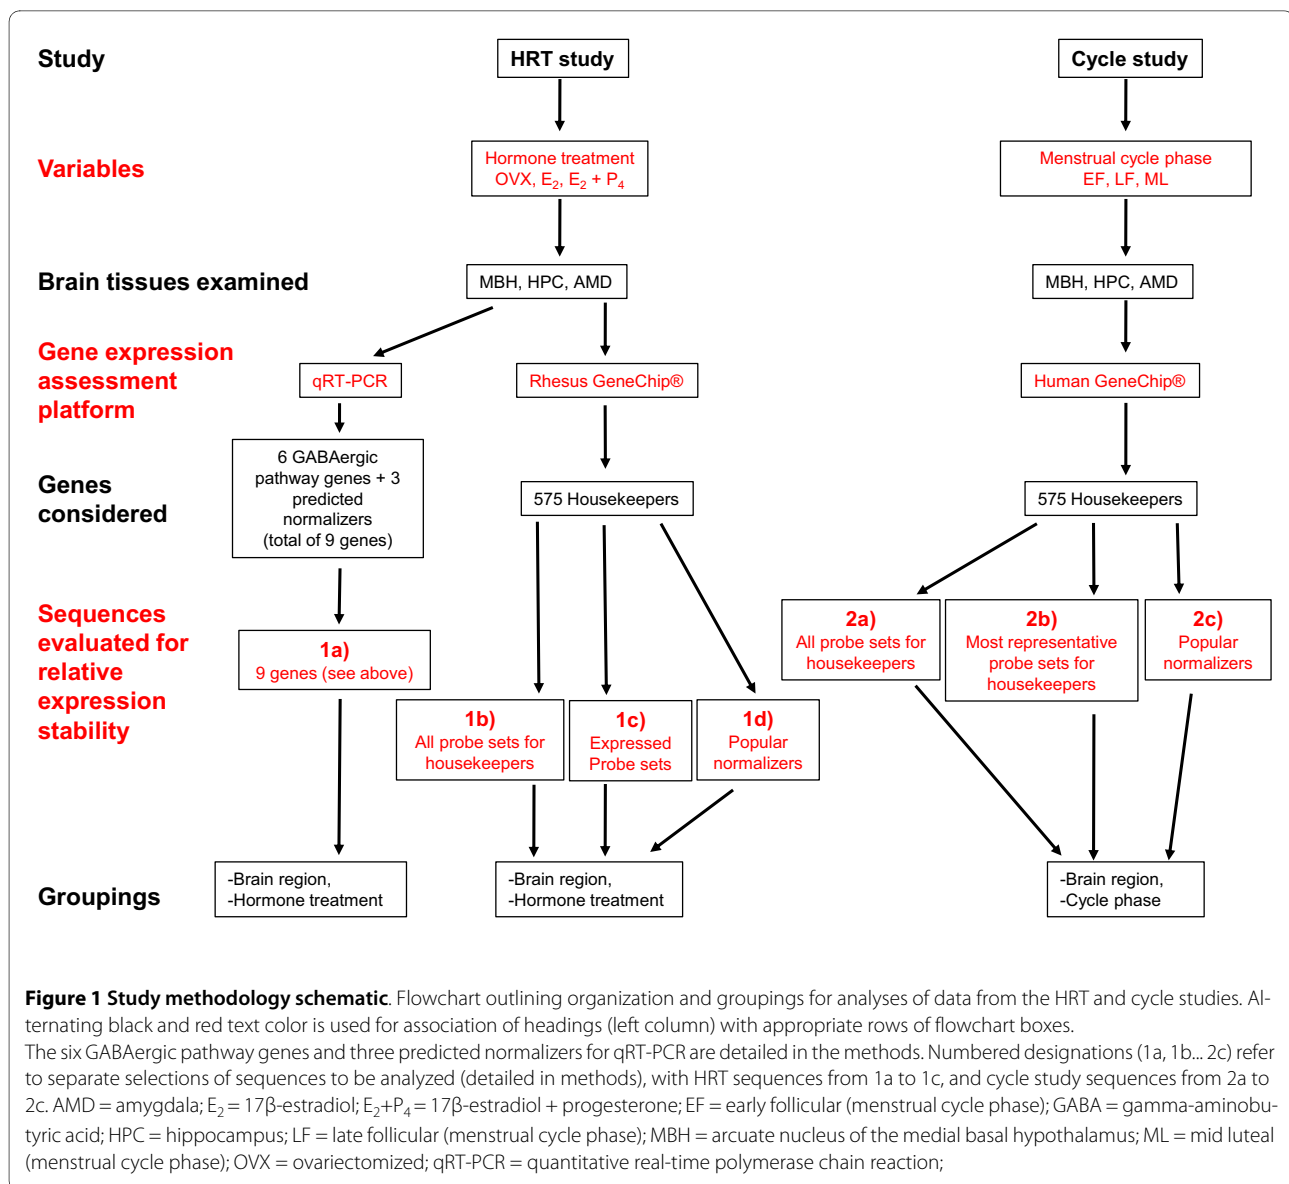 Study
HRT study
Cycle study
Variables
Hormone treatment
OVX, E2, E2 + P4
Menstrual cycle phase
EF, LF, ML
Brain tissues examined
MBH, HPC, AMD
MBH, HPC, AMD
Gene expression
assessment
platform
qRT-PCR
Rhesus GeneChip®
Human GeneChip®
Genes
considered
6 GABAergic
pathway genes + 3
predicted
normalizers
(total of 9 genes)
575 Housekeepers
575 Housekeepers
Sequences
evaluated for
relative
expression
stability
1a)
9 genes (see above)
1b)
All probe sets for
housekeepers
1c)
Expressed
Probe sets
1d)
Popular
normalizers
2a)
All probe sets for
housekeepers
2b)
Most representative
probe sets for
housekeepers
2c)
Popular
normalizers
Groupings
-Brain region,
-Hormone treatment
-Brain region,
-Hormone treatment
-Brain region,
-Cycle phase
Figure 1 Study methodology schematic. Flowchart outlining organization and groupings for analyses of data from the HRT and cycle studies. Al-
ternating black and red text color is used for association of headings (left column) with appropriate rows of flowchart boxes.
The six GABAergic pathway genes and three predicted normalizers for qRT-PCR are detailed in the methods. Numbered designations (1a, 1b... 2c) refer
to separate selections of sequences to be analyzed (detailed in methods), with HRT sequences from 1a to 1c, and cycle study sequences from 2a to
2c. AMD = amygdala; E2 = 17β-estradiol; E2+P4 = 17β-estradiol + progesterone; EF = early follicular (menstrual cycle phase); GABA = gamma-aminobu-
tyric acid; HPC = hippocampus; LF = late follicular (menstrual cycle phase); MBH = arcuate nucleus of the medial basal hypothalamus; ML = mid luteal
(menstrual cycle phase); OVX = ovariectomized; qRT-PCR = quantitative real-time polymerase chain reaction;